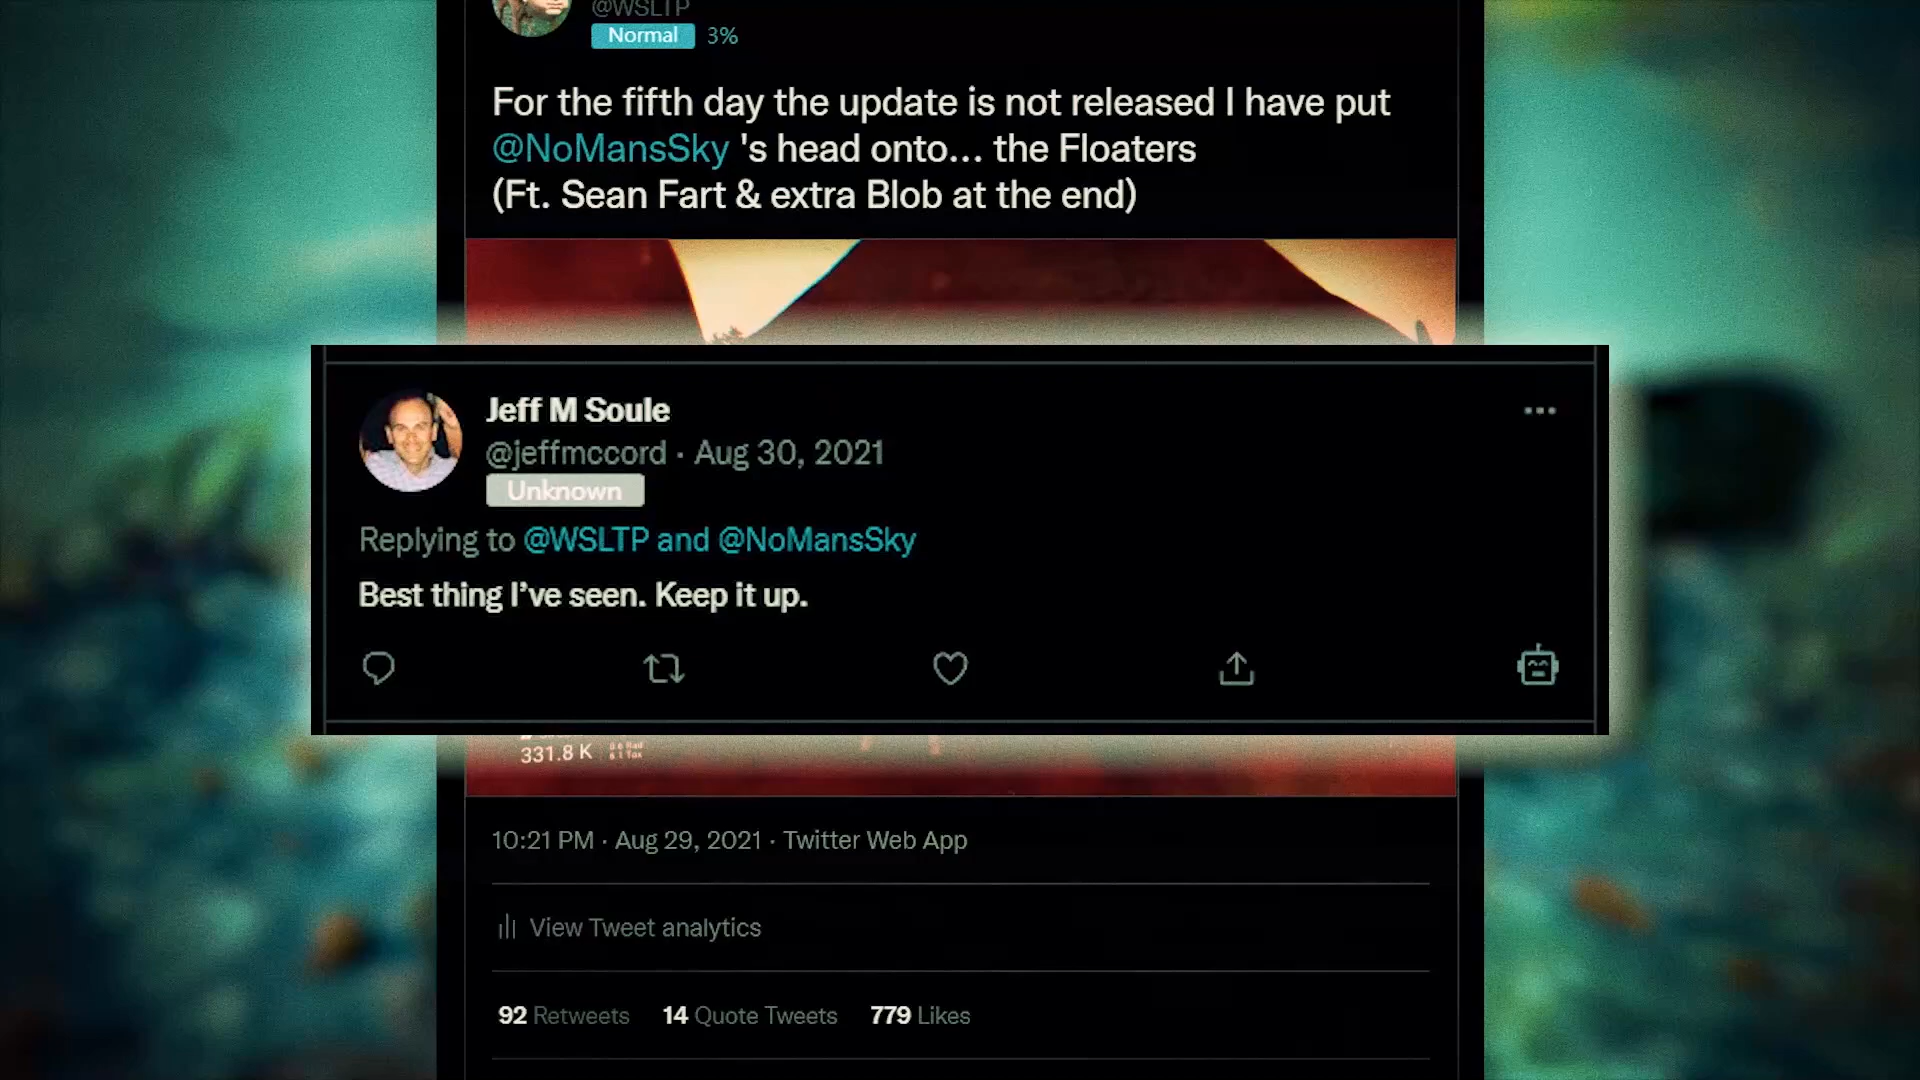 @WSLTP
Normal 3%
For the fifth day the update is not released I have put
@NoMansSky 's head onto... the Floaters
(Ft. Sean Fart & extra Blob at the end)
Jeff M Soule
@jeffmccord · Aug 30, 2021
Unknown
Replying to @WSLTP and @NoMansSky
Best thing I've seen. Keep it up.
331.8 K
10:21 PM · Aug 29, 2021 · Twitter Web App
View Tweet analytics
92 Retweets 14 Quote Tweets 779 Likes